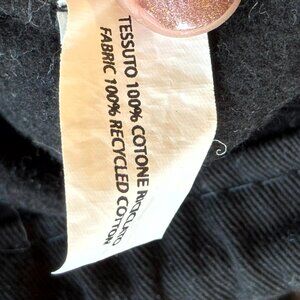 TESSUTO 100% COTONE RICICLATO
FABRIC 100% RECYCLED COTTON